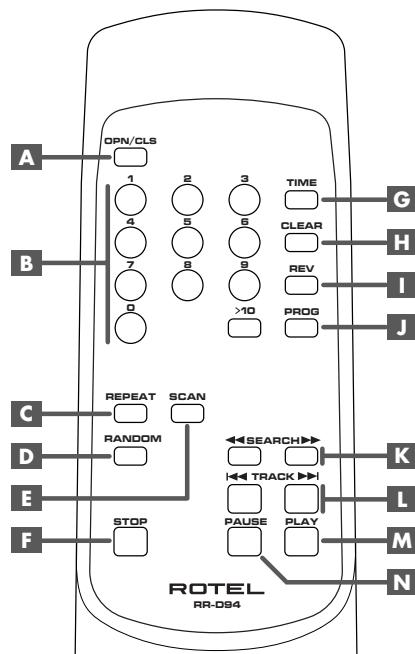 OPN/CLS
A
1 2 3 TIME
G
4 5 6 CLEAR
H
B
7 8 9 REV
I
0 >10 PROG
J
REPEAT SCAN
C
RANDOM ◀◀SEARCH▶▶
D K
E |◀◀ TRACK ▶▶|
L
STOP PAUSE PLAY
F M
N
ROTEL
RR-D94